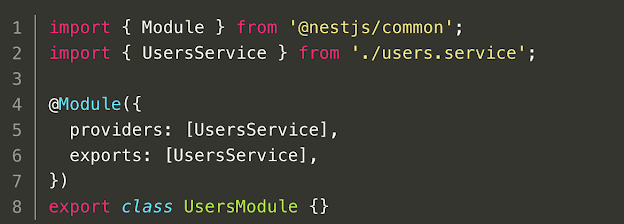 1 import { Module } from '@nestjs/common';
2 import { UsersService } from './users.service';
3
4 @Module({
5   providers: [UsersService],
6   exports: [UsersService],
7 })
8 export class UsersModule {}